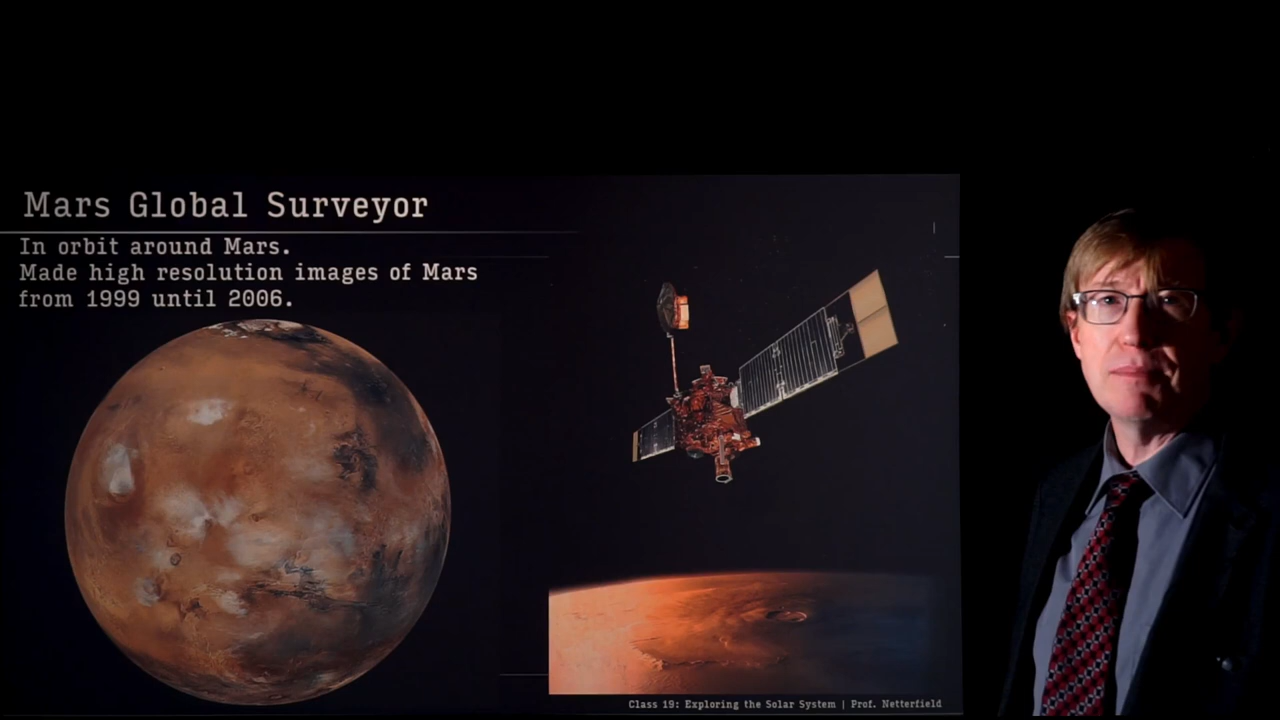 Mars Global Surveyor
In orbit around Mars.
Made high resolution images of Mars
from 1999 until 2006.
Class 19: Exploring the Solar System | Prof. Netterfield